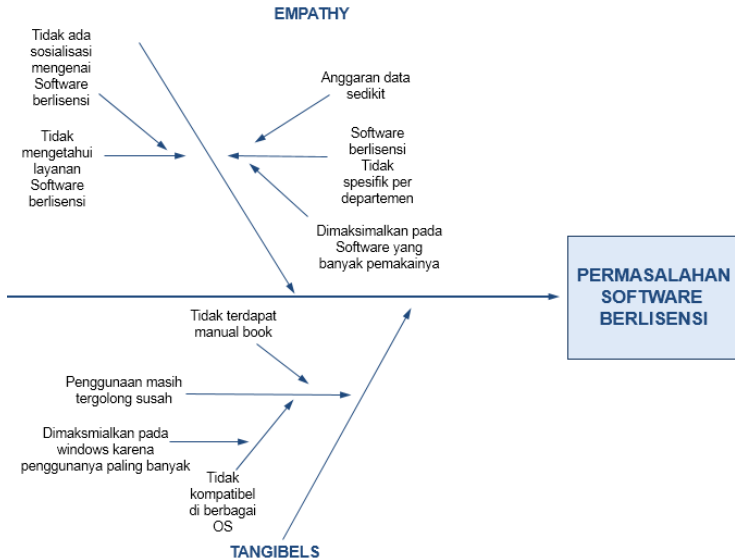 EMPATHY
Tidak ada
sosialisasi
mengenai
Software
berlisensi
Anggaran data
sedikit
Tidak
mengetahui
layanan
Software
berlisensi
Software
berlisensi
Tidak
spesifik per
departemen
Dimaksimalkan pada
Software yang
banyak pemakainya
PERMASALAHAN
SOFTWARE
BERLISENSI
Tidak terdapat
manual book
Penggunaan masih
tergolong susah
Dimaksmialkan pada
windows karena
penggunanya paling banyak
Tidak
kompatibel
di berbagai
OS
TANGIBELS